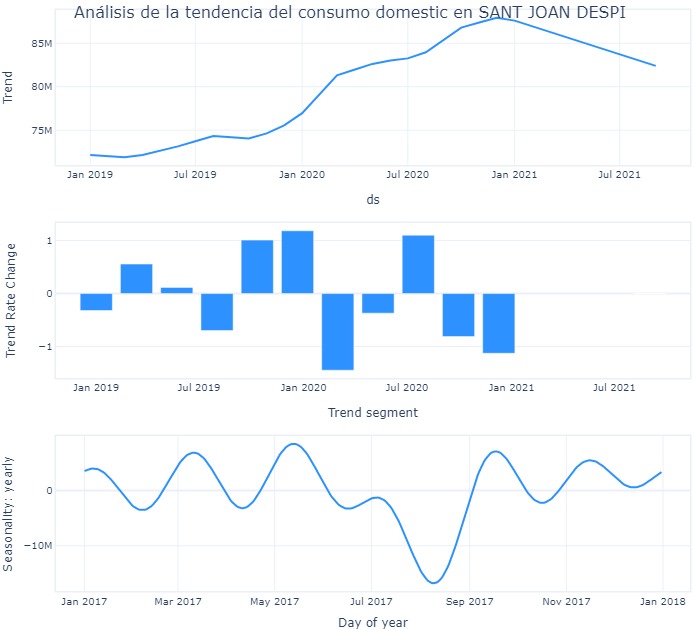 Análisis de la tendencia del consumo domestic en SANT JOAN DESPI
Trend
85M
80M
75M
Jan 2019 Jul 2019 Jan 2020 Jul 2020 Jan 2021 Jul 2021
ds
Trend Rate Change
1
0
−1
Jan 2019 Jul 2019 Jan 2020 Jul 2020 Jan 2021 Jul 2021
Trend segment
Seasonality: yearly
0
−10M
Jan 2017 Mar 2017 May 2017 Jul 2017 Sep 2017 Nov 2017 Jan 2018
Day of year